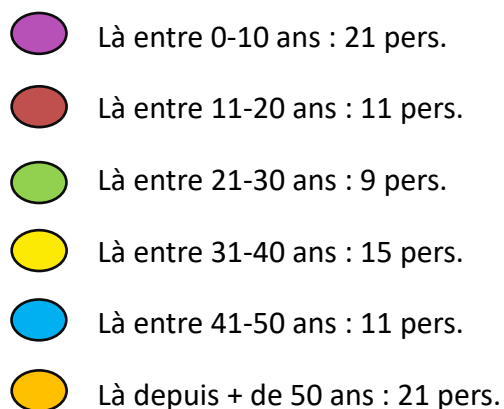 Là entre 0-10 ans : 21 pers.
Là entre 11-20 ans : 11 pers.
Là entre 21-30 ans : 9 pers.
Là entre 31-40 ans : 15 pers.
Là entre 41-50 ans : 11 pers.
Là depuis + de 50 ans : 21 pers.